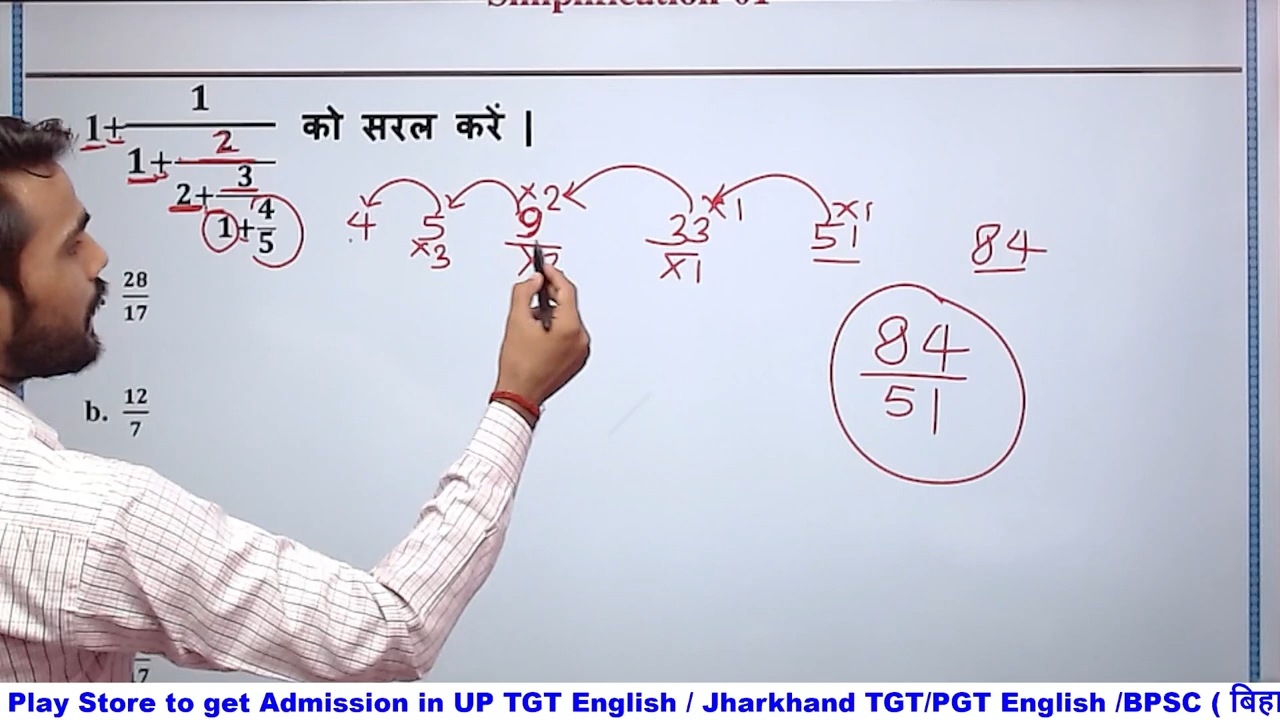 Simplification-01
1+ 1 को सरल करें |
1+ 2
2+ 3
1+ 4
5
×2 ×1 ×1
4 5 9 33 51 84
×3 ×1
28
17
84
51
b. 12
7
7
Play Store to get Admission in UP TGT English / Jharkhand TGT/PGT English /BPSC ( बिहा